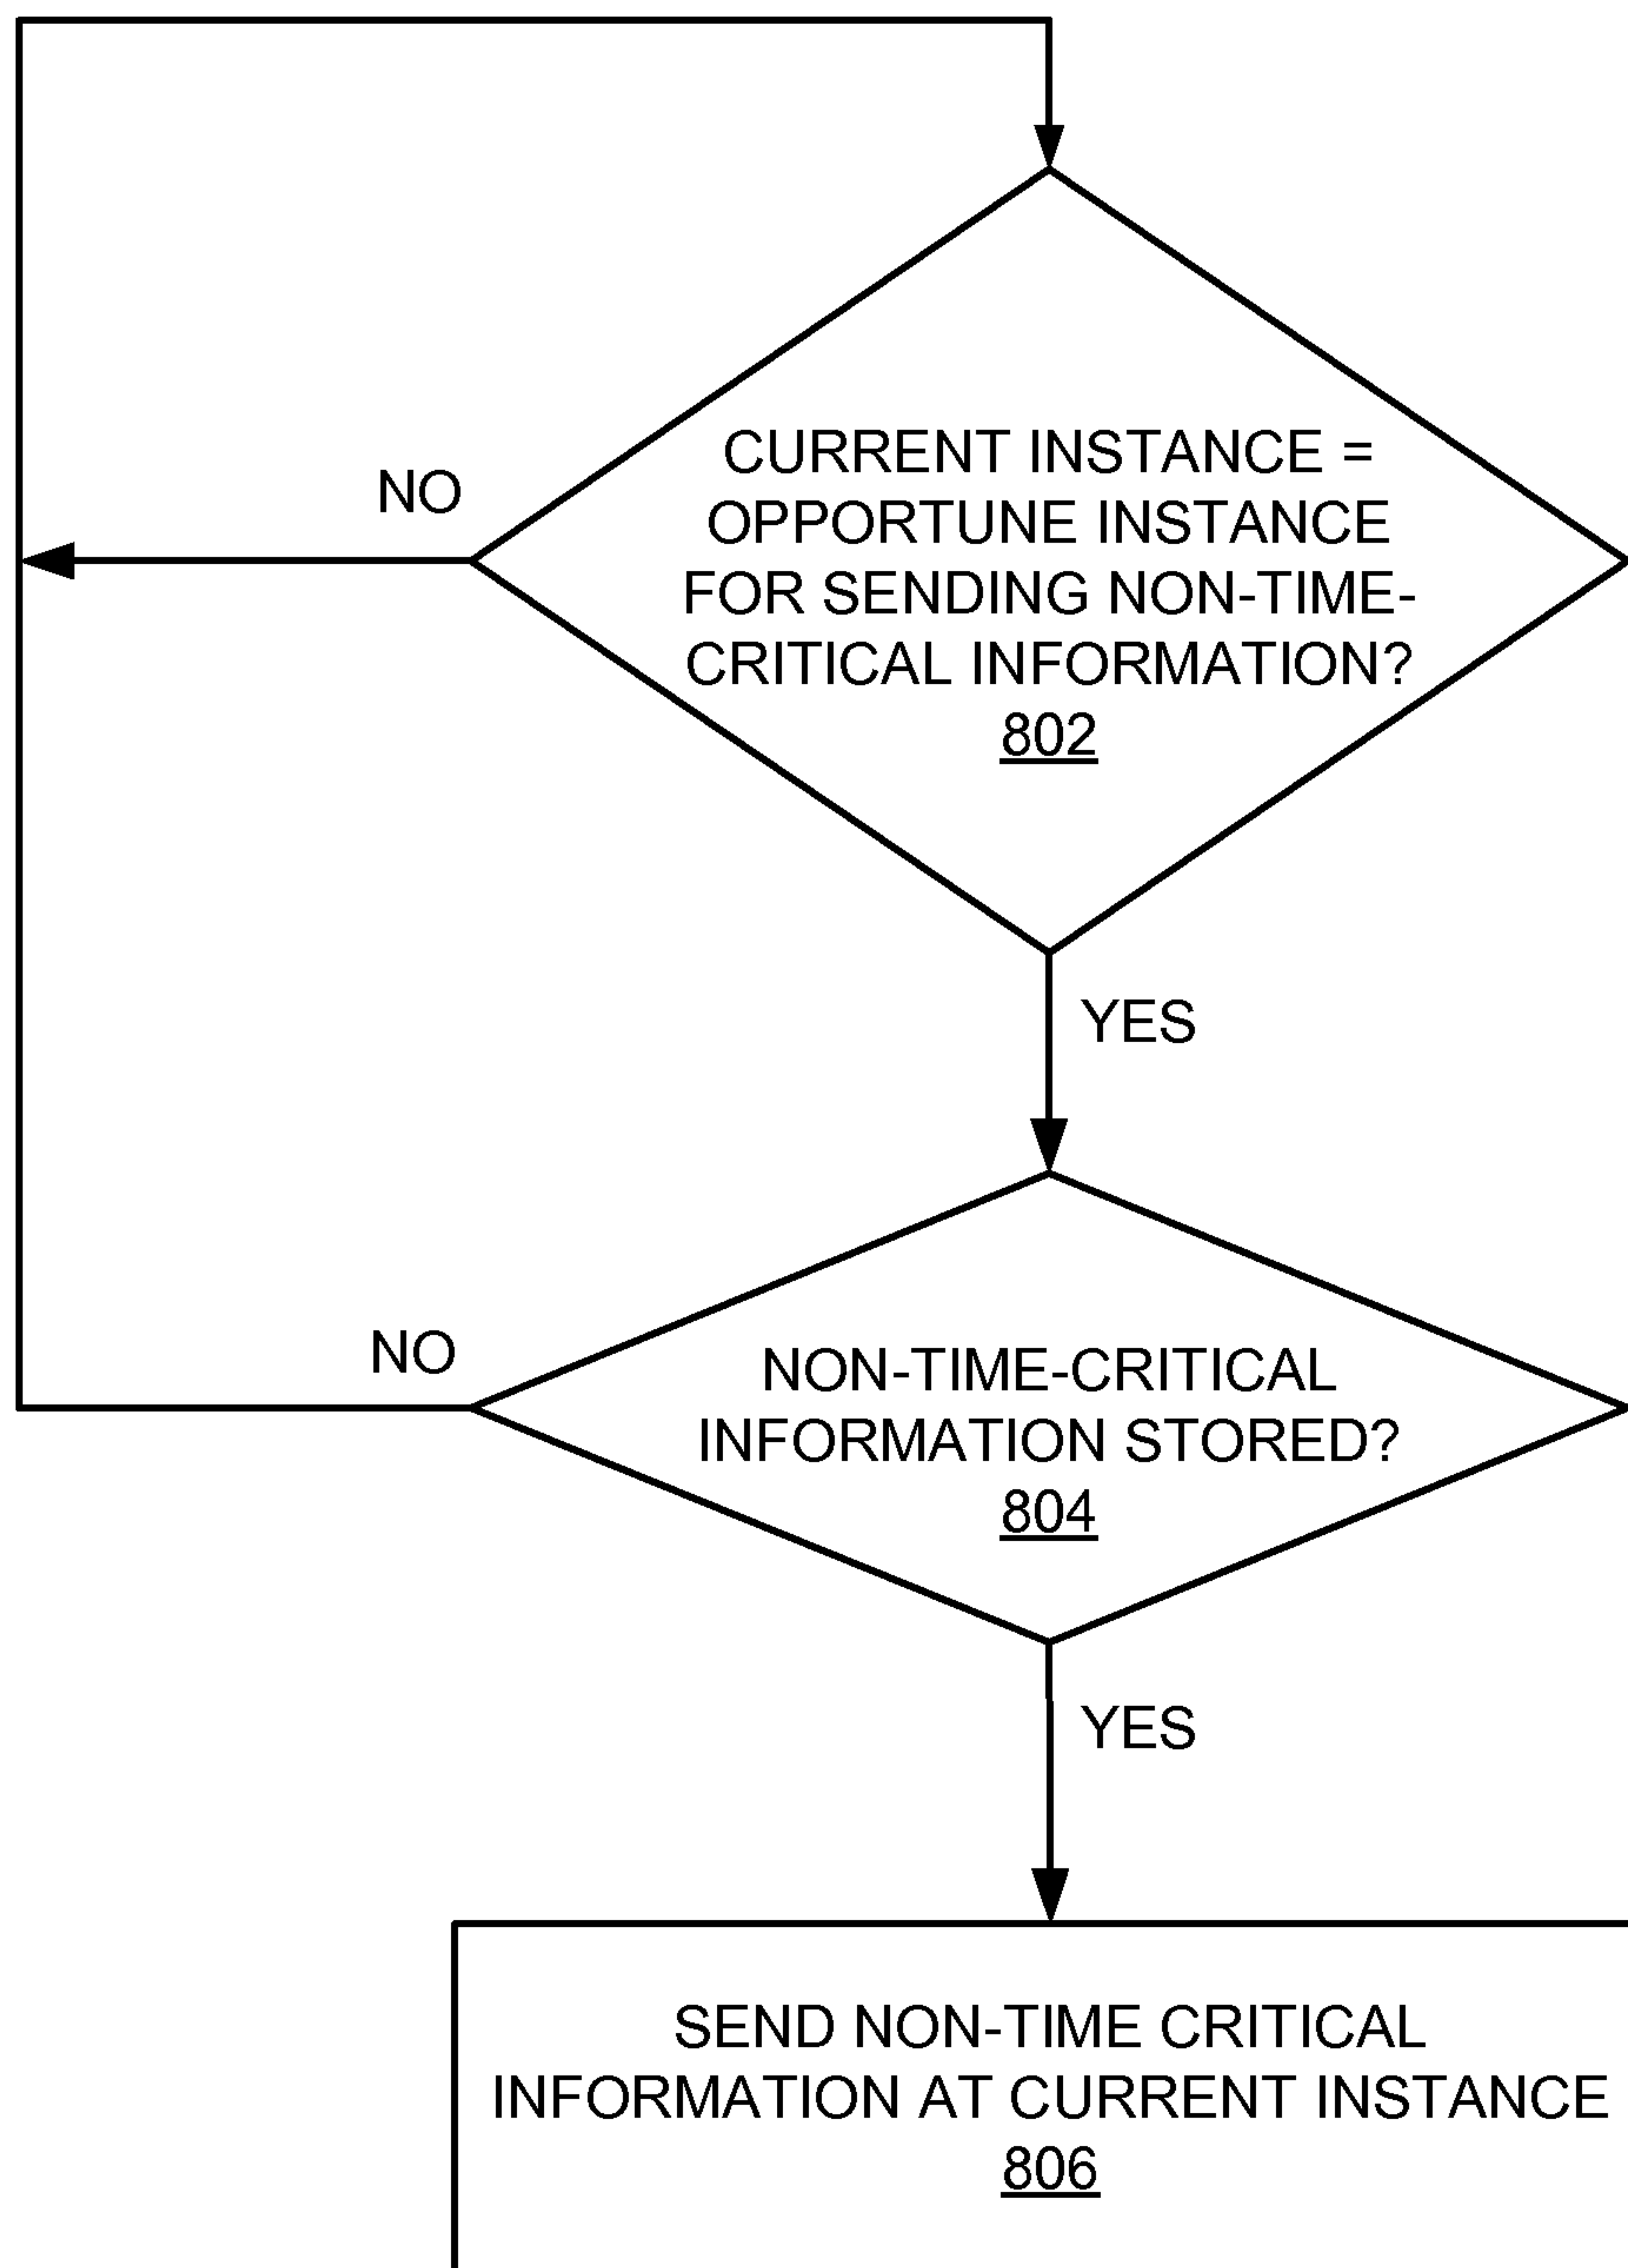 CURRENT INSTANCE =
OPPORTUNE INSTANCE
FOR SENDING NON-TIME-
CRITICAL INFORMATION?
802
NO
YES
NON-TIME-CRITICAL
INFORMATION STORED?
804
NO
YES
SEND NON-TIME CRITICAL
INFORMATION AT CURRENT INSTANCE
806